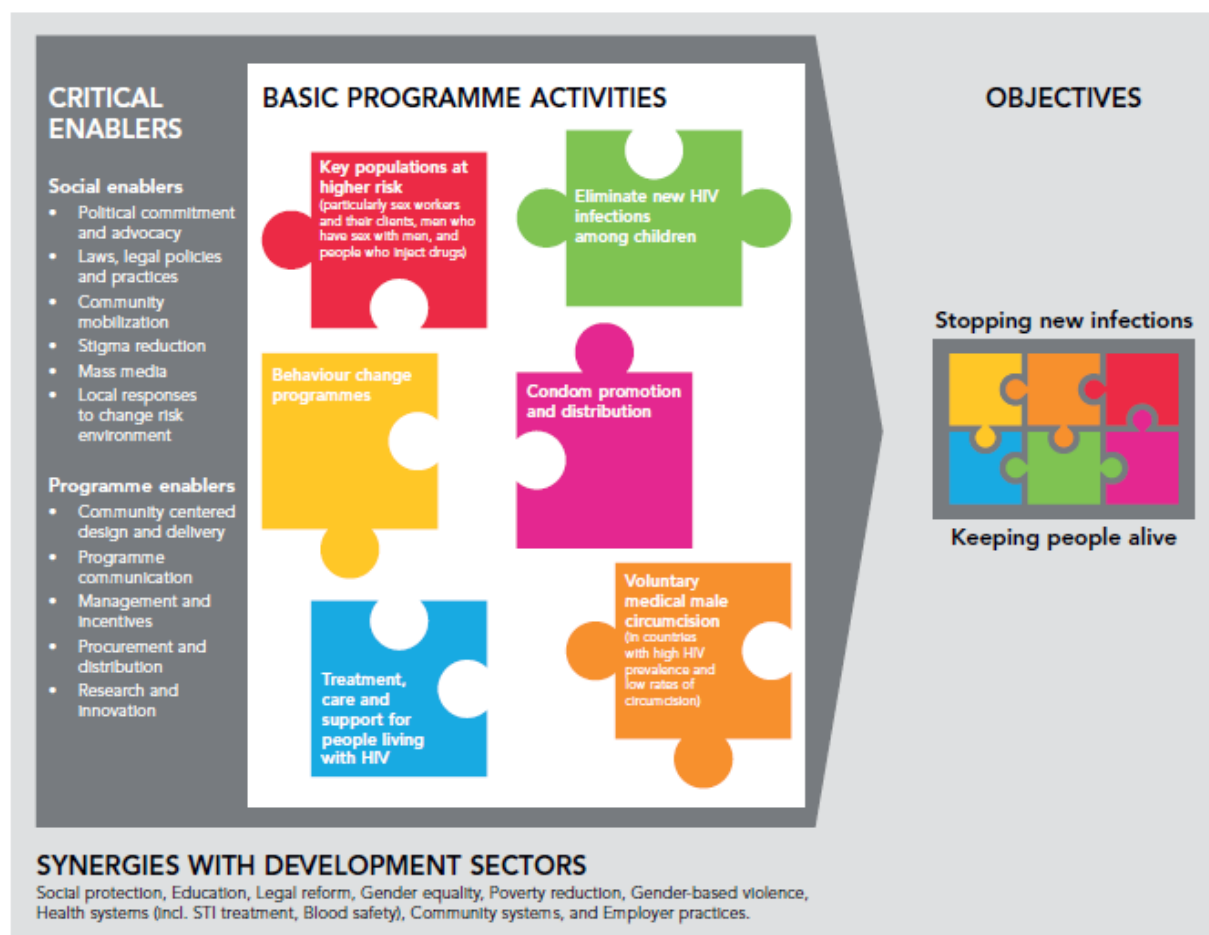 CRITICAL
ENABLERS
Social enablers
• Political commitment
and advocacy
• Laws, legal policies
and practices
• Community
mobilization
• Stigma reduction
• Mass media
• Local responses
to change risk
environment
Programme enablers
• Community centered
design and delivery
• Programme
communication
• Management and
incentives
• Procurement and
distribution
• Research and
innovation
BASIC PROGRAMME ACTIVITIES
Key populations at
higher risk
(particularly sex workers
and their clients, men who
have sex with men, and
people who inject drugs)
Eliminate new HIV
infections
among children
Behaviour change
programmes
Condom promotion
and distribution
Treatment,
care and
support for
people living
with HIV
Voluntary
medical male
circumcision
(in countries
with high HIV
prevalence and
low rates of
circumcision)
OBJECTIVES
Stopping new infections
Keeping people alive
SYNERGIES WITH DEVELOPMENT SECTORS
Social protection, Education, Legal reform, Gender equality, Poverty reduction, Gender-based violence,
Health systems (incl. STI treatment, Blood safety), Community systems, and Employer practices.